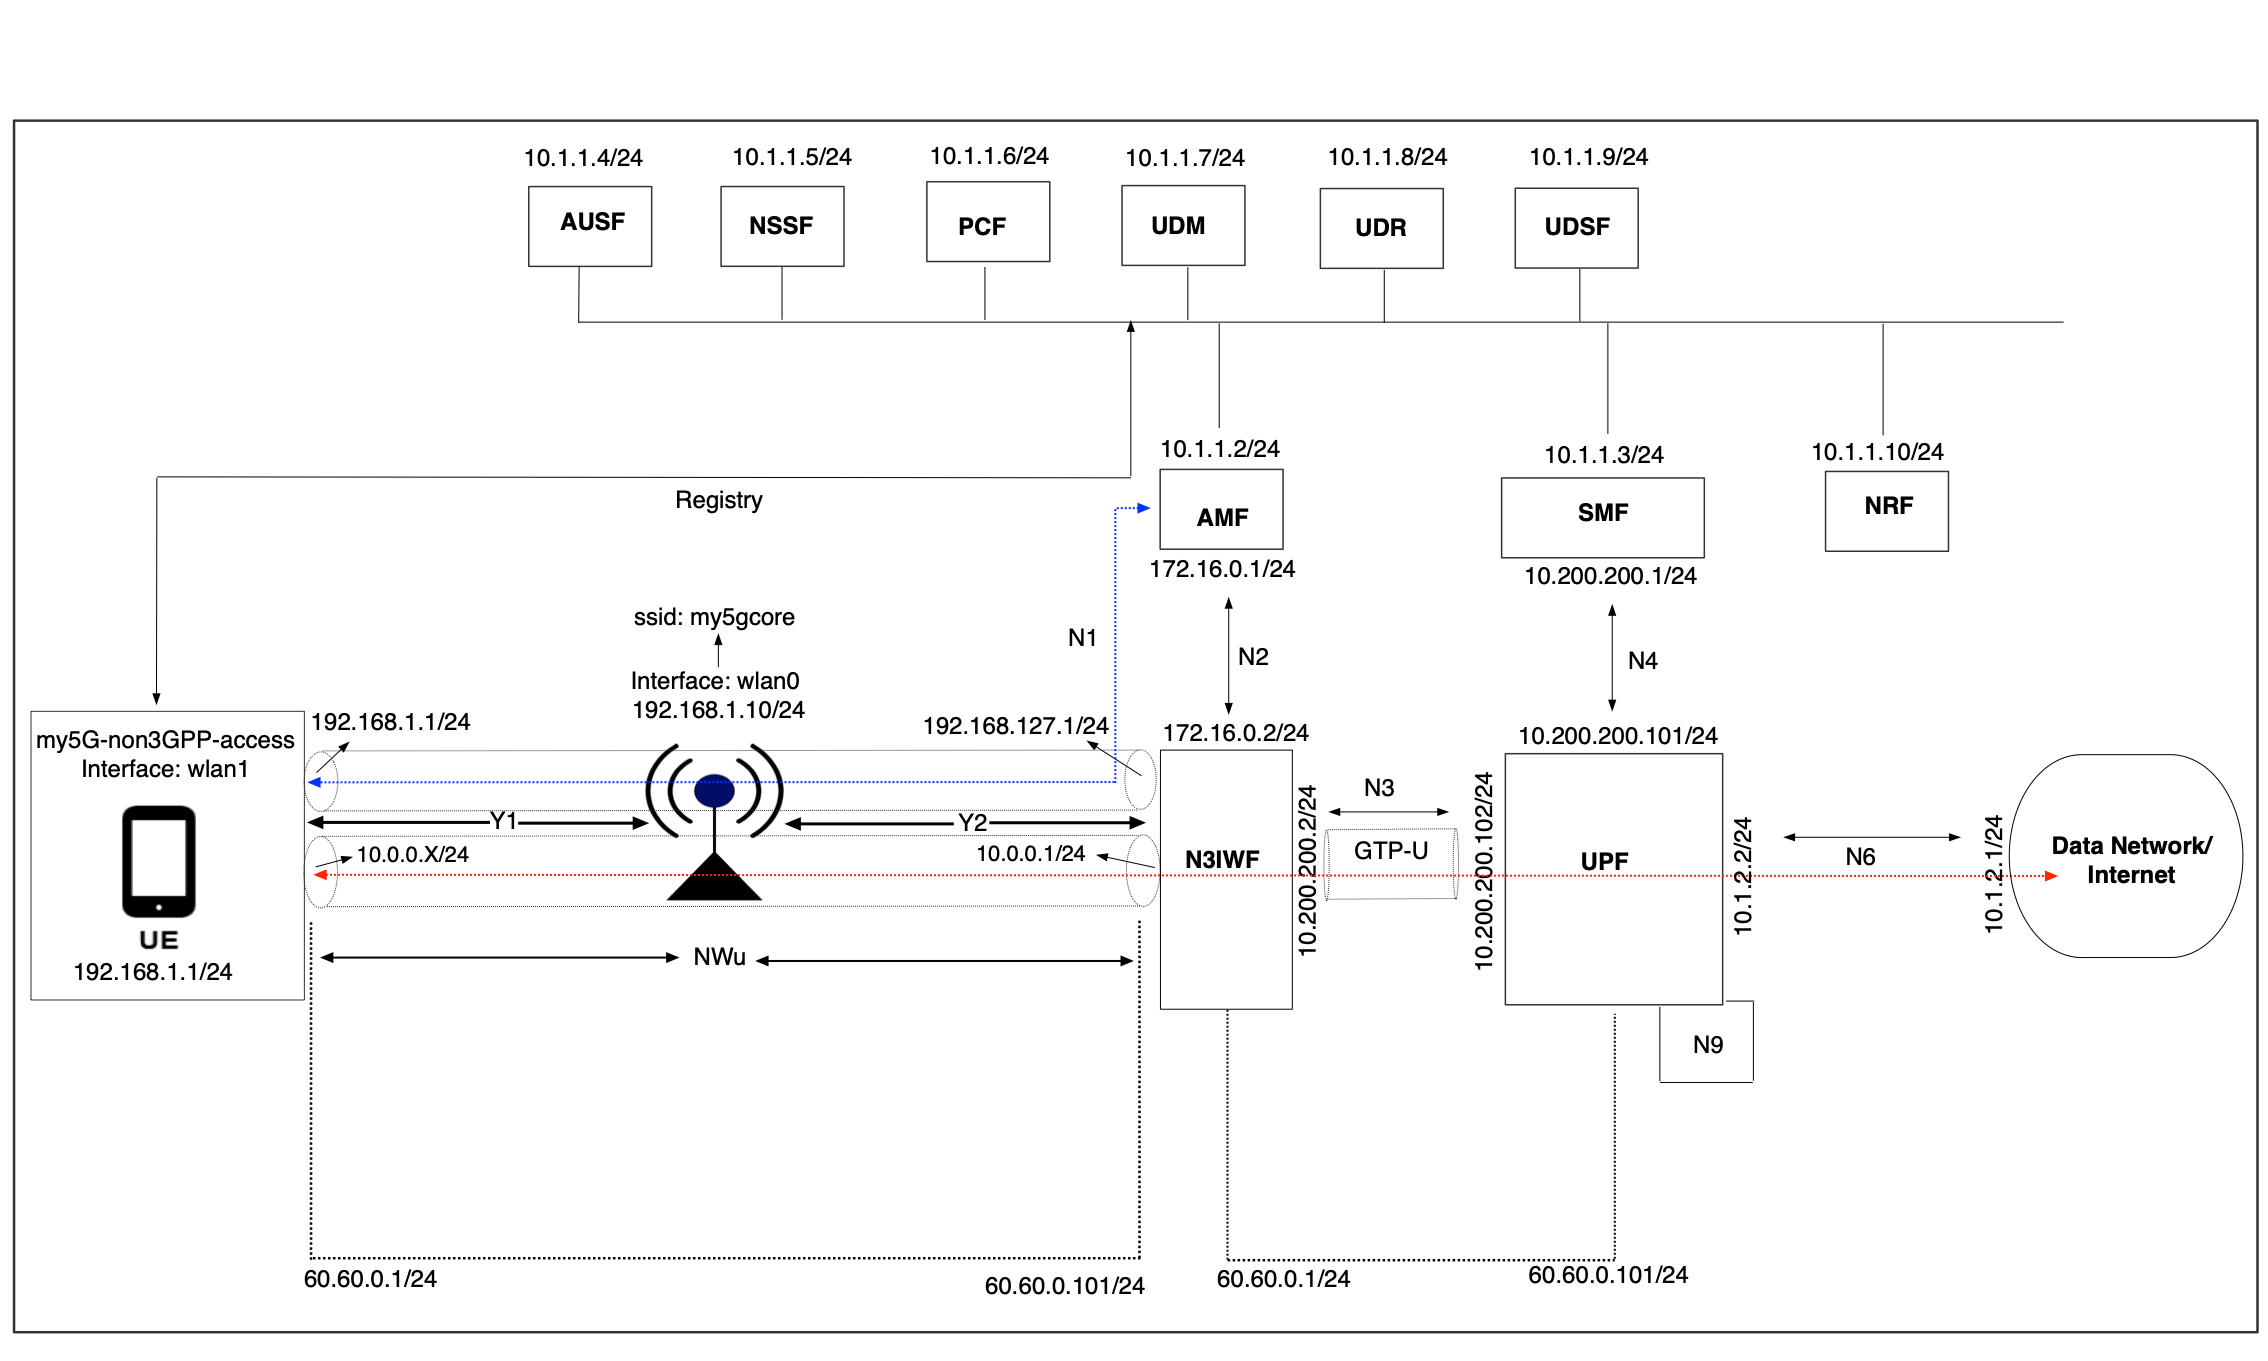 10.1.1.4/24
10.1.1.5/24
10.1.1.6/24
10.1.1.7/24
10.1.1.8/24
10.1.1.9/24
AUSF
NSSF
PCF
UDM
UDR
UDSF
10.1.1.2/24
10.1.1.3/24
10.1.1.10/24
Registry
AMF
SMF
NRF
172.16.0.1/24
10.200.200.1/24
ssid: my5gcore
N1
N2
N4
Interface: wlan0
192.168.1.10/24
192.168.1.1/24
192.168.127.1/24
172.16.0.2/24
10.200.200.101/24
my5G-non3GPP-access
Interface: wlan1
Y1
Y2
N3
10.0.0.X/24
10.0.0.1/24
N3IWF
10.200.200.2/24
GTP-U
10.200.200.102/24
UPF
10.1.2.2/24
N6
10.1.2.1/24
Data Network/
Internet
UE
192.168.1.1/24
NWu
N9
60.60.0.1/24
60.60.0.101/24
60.60.0.1/24
60.60.0.101/24